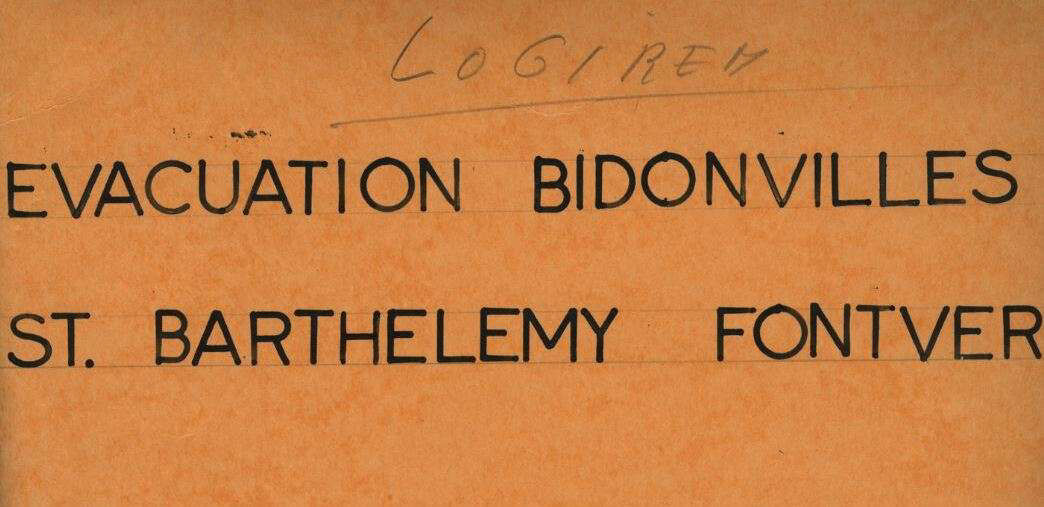 LOGIREM
EVACUATION BIDONVILLES
ST. BARTHELEMY FONTVER